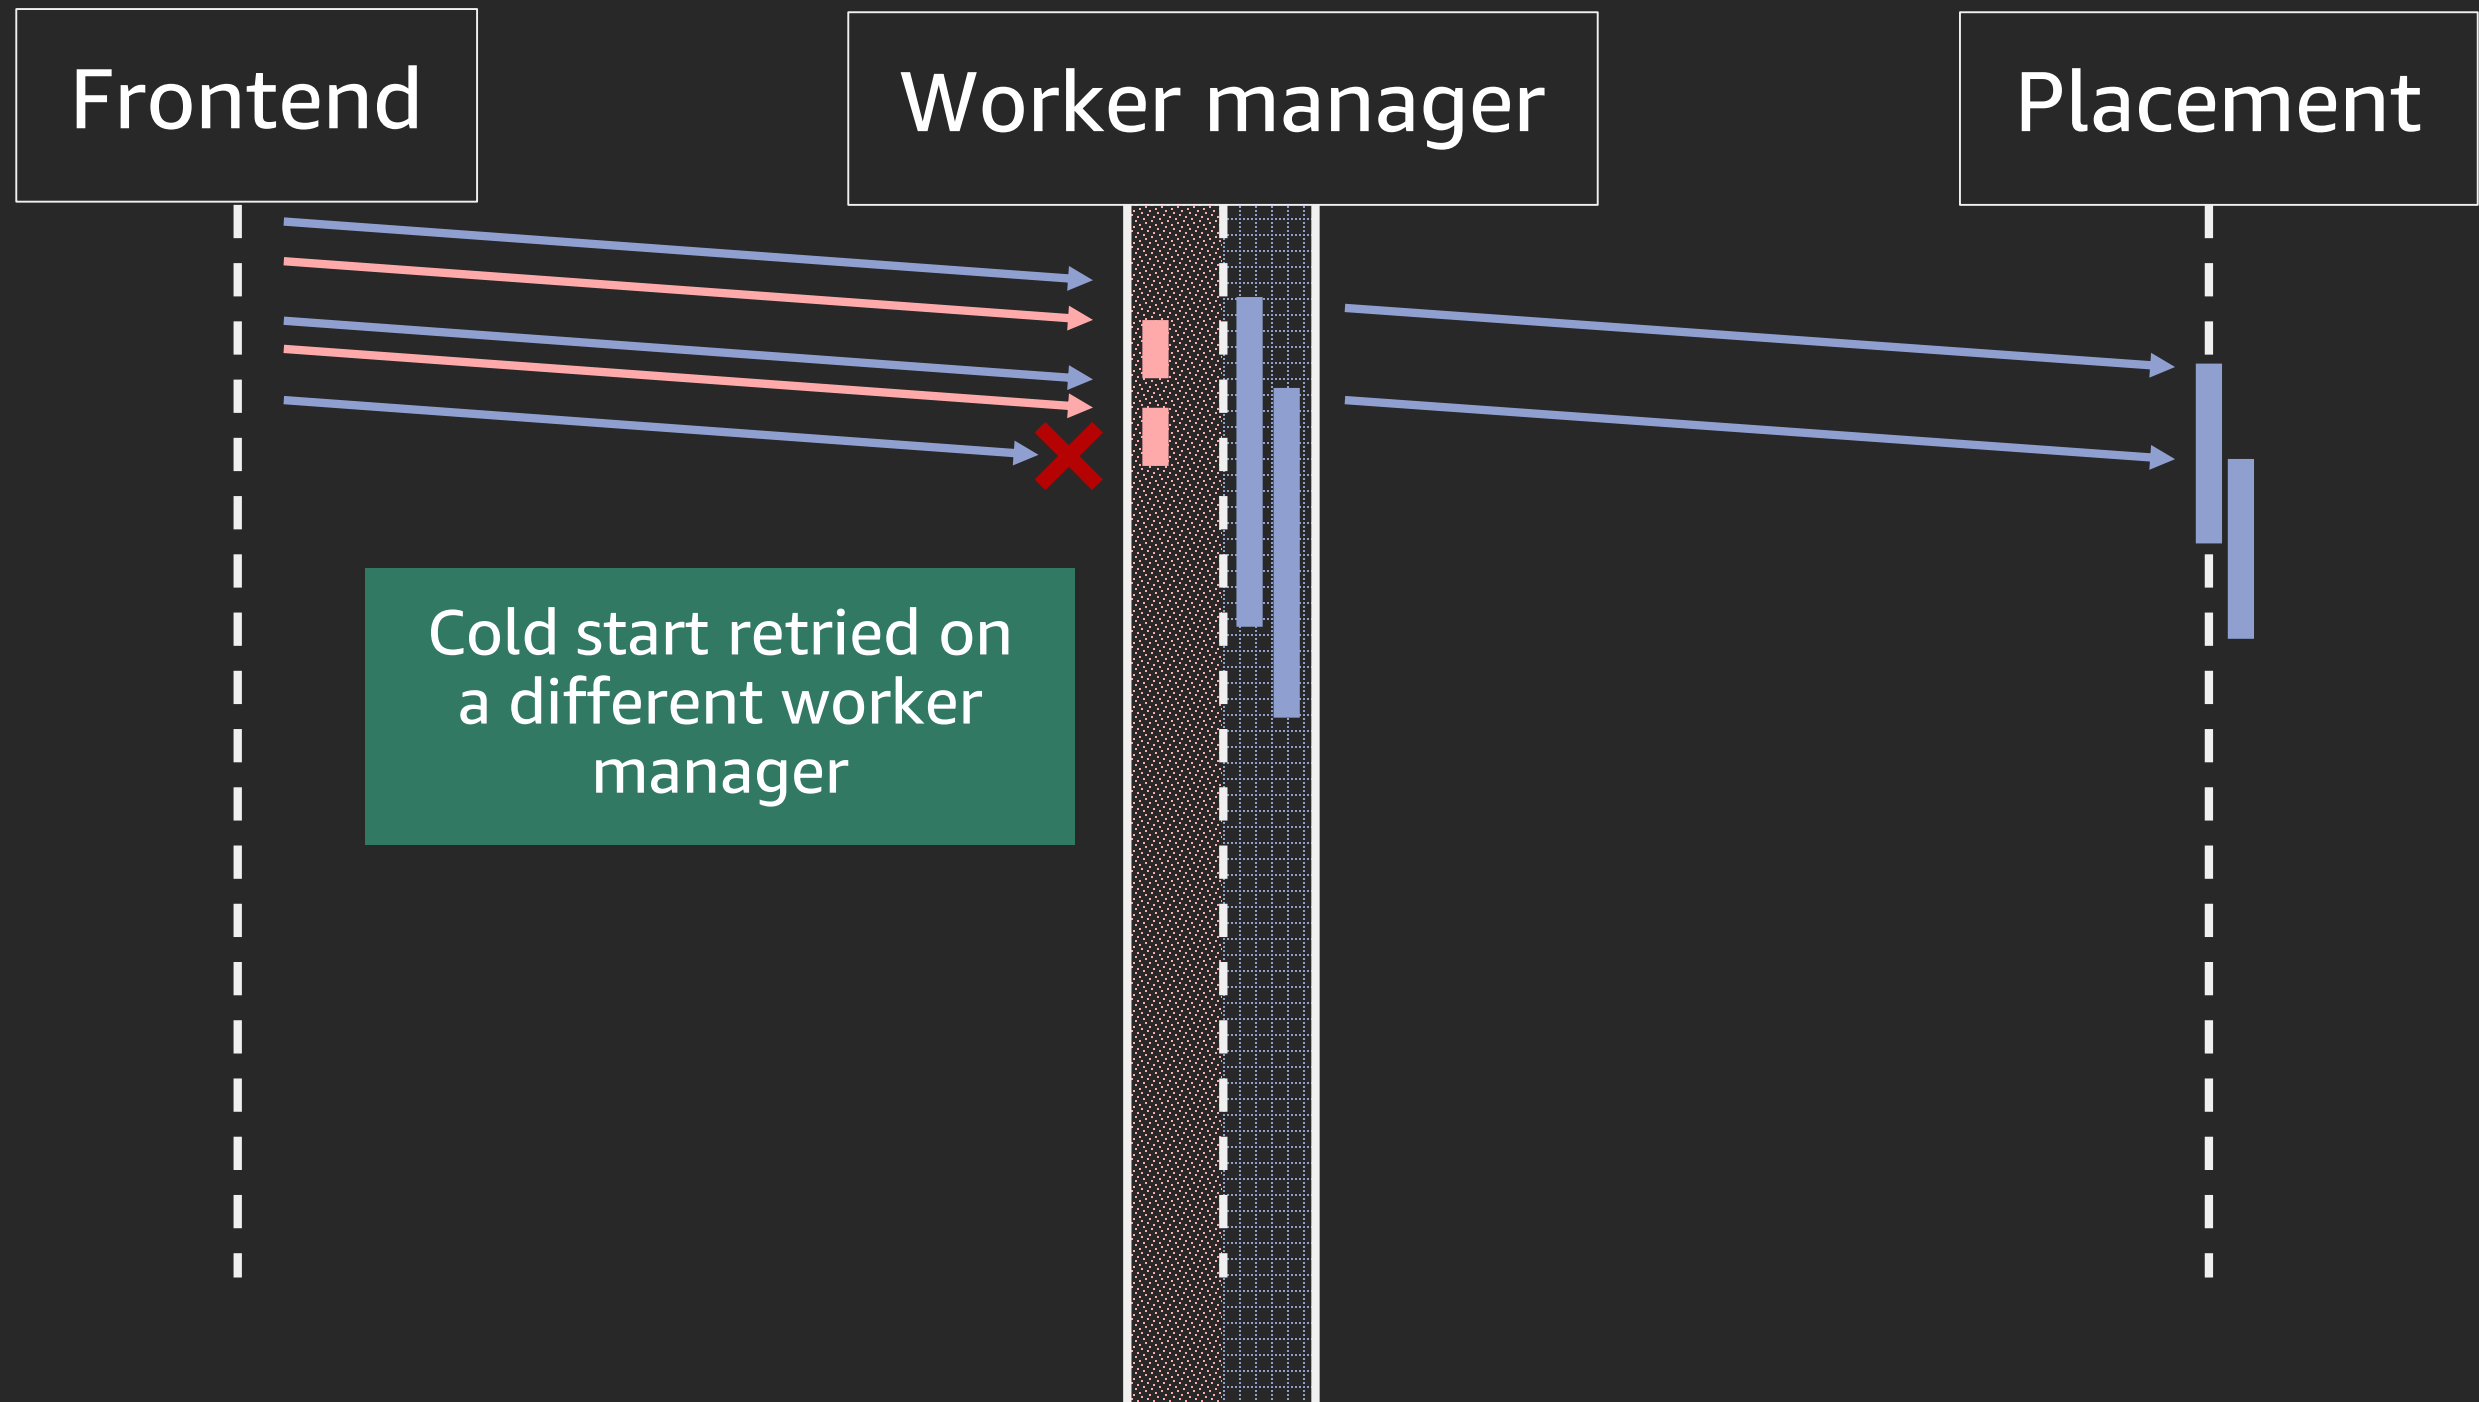 Frontend
Worker manager
Placement
Cold start retried on
a different worker
manager